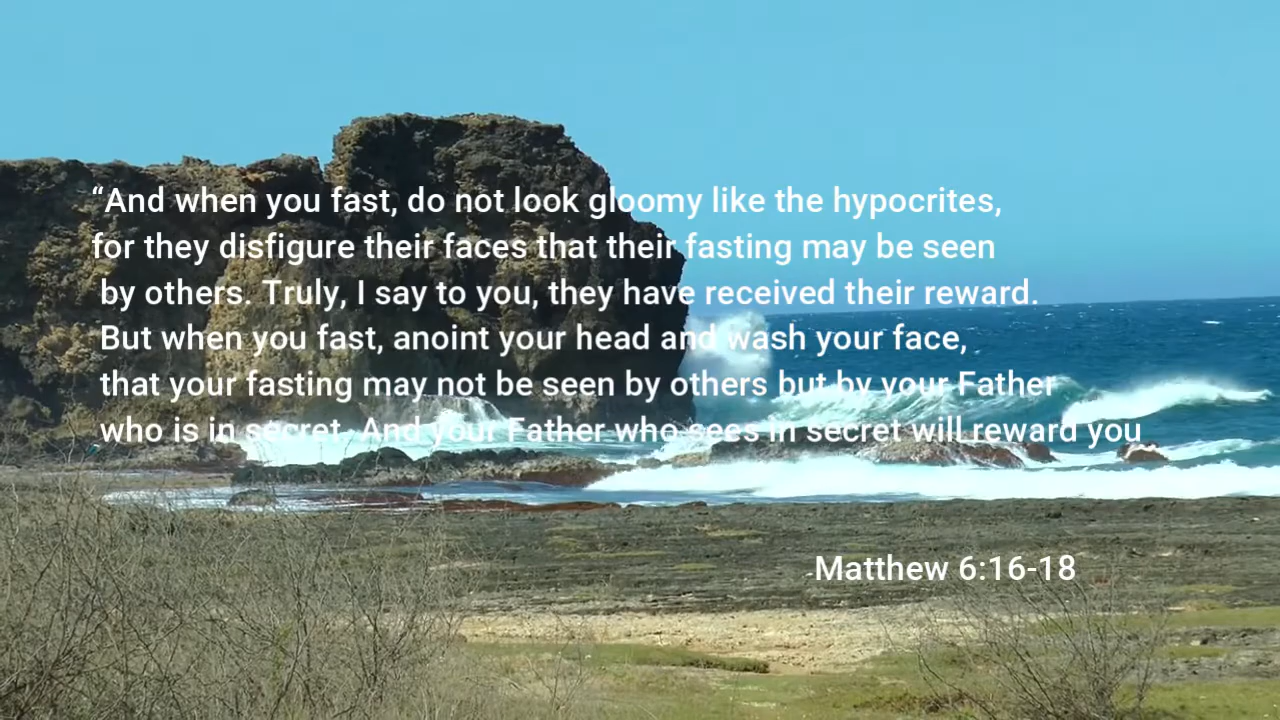 “And when you fast, do not look gloomy like the hypocrites,
for they disfigure their faces that their fasting may be seen
by others. Truly, I say to you, they have received their reward.
But when you fast, anoint your head and wash your face,
that your fasting may not be seen by others but by your Father
who is in secret. And your Father who sees in secret will reward you
-Matthew 6:16-18